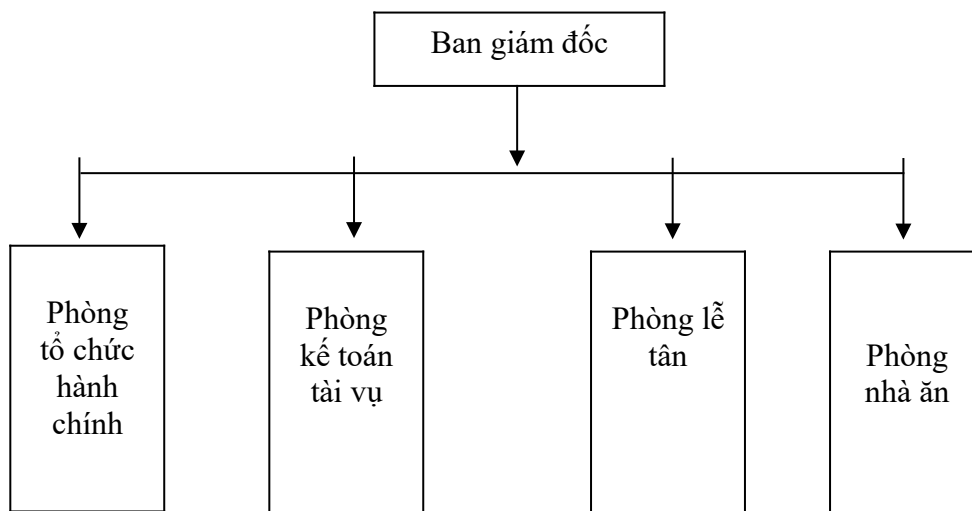 Ban giám đốc
Phòng
tổ chức
hành
chính
Phòng
kế toán
tài vụ
Phòng lễ
tân
Phòng
nhà ăn